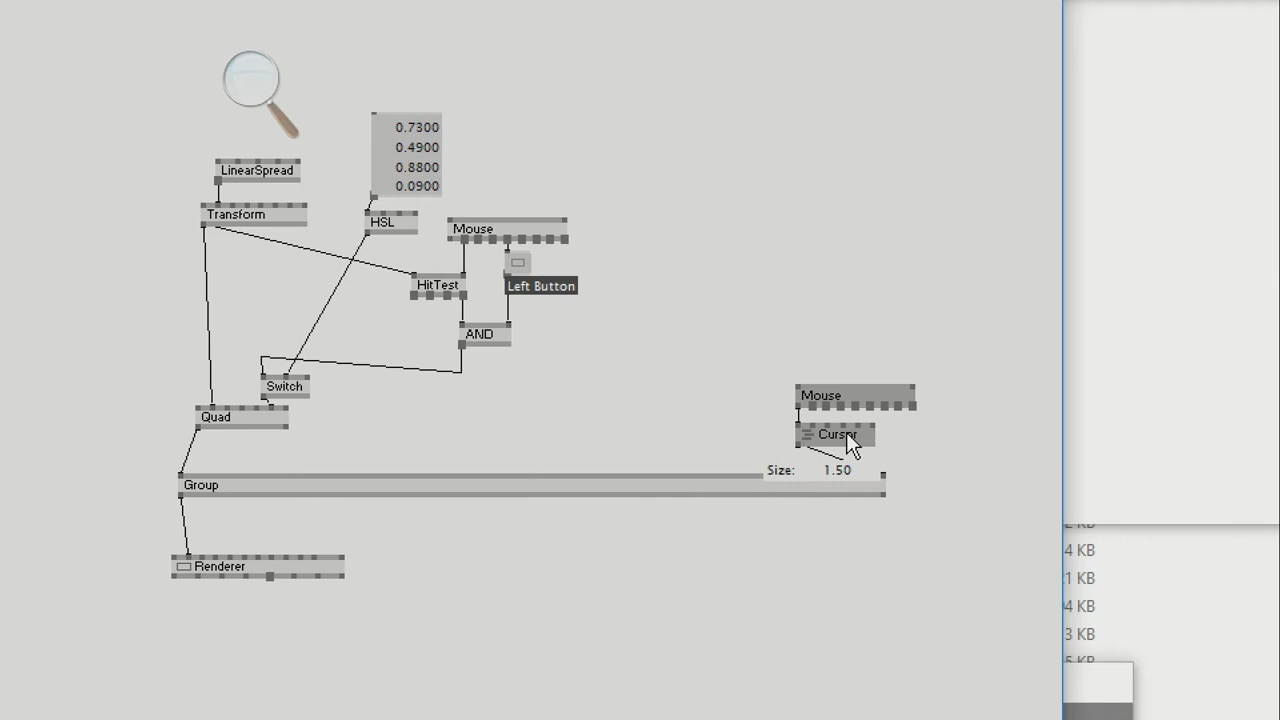 0.7300
0.4900
0.8800
0.0900
LinearSpread
Transform
HSL
Mouse
HitTest
Left Button
AND
Switch
Quad
Mouse
Cursor
Size: 1.50
Group
Renderer
4 KB
1 KB
4 KB
3 KB